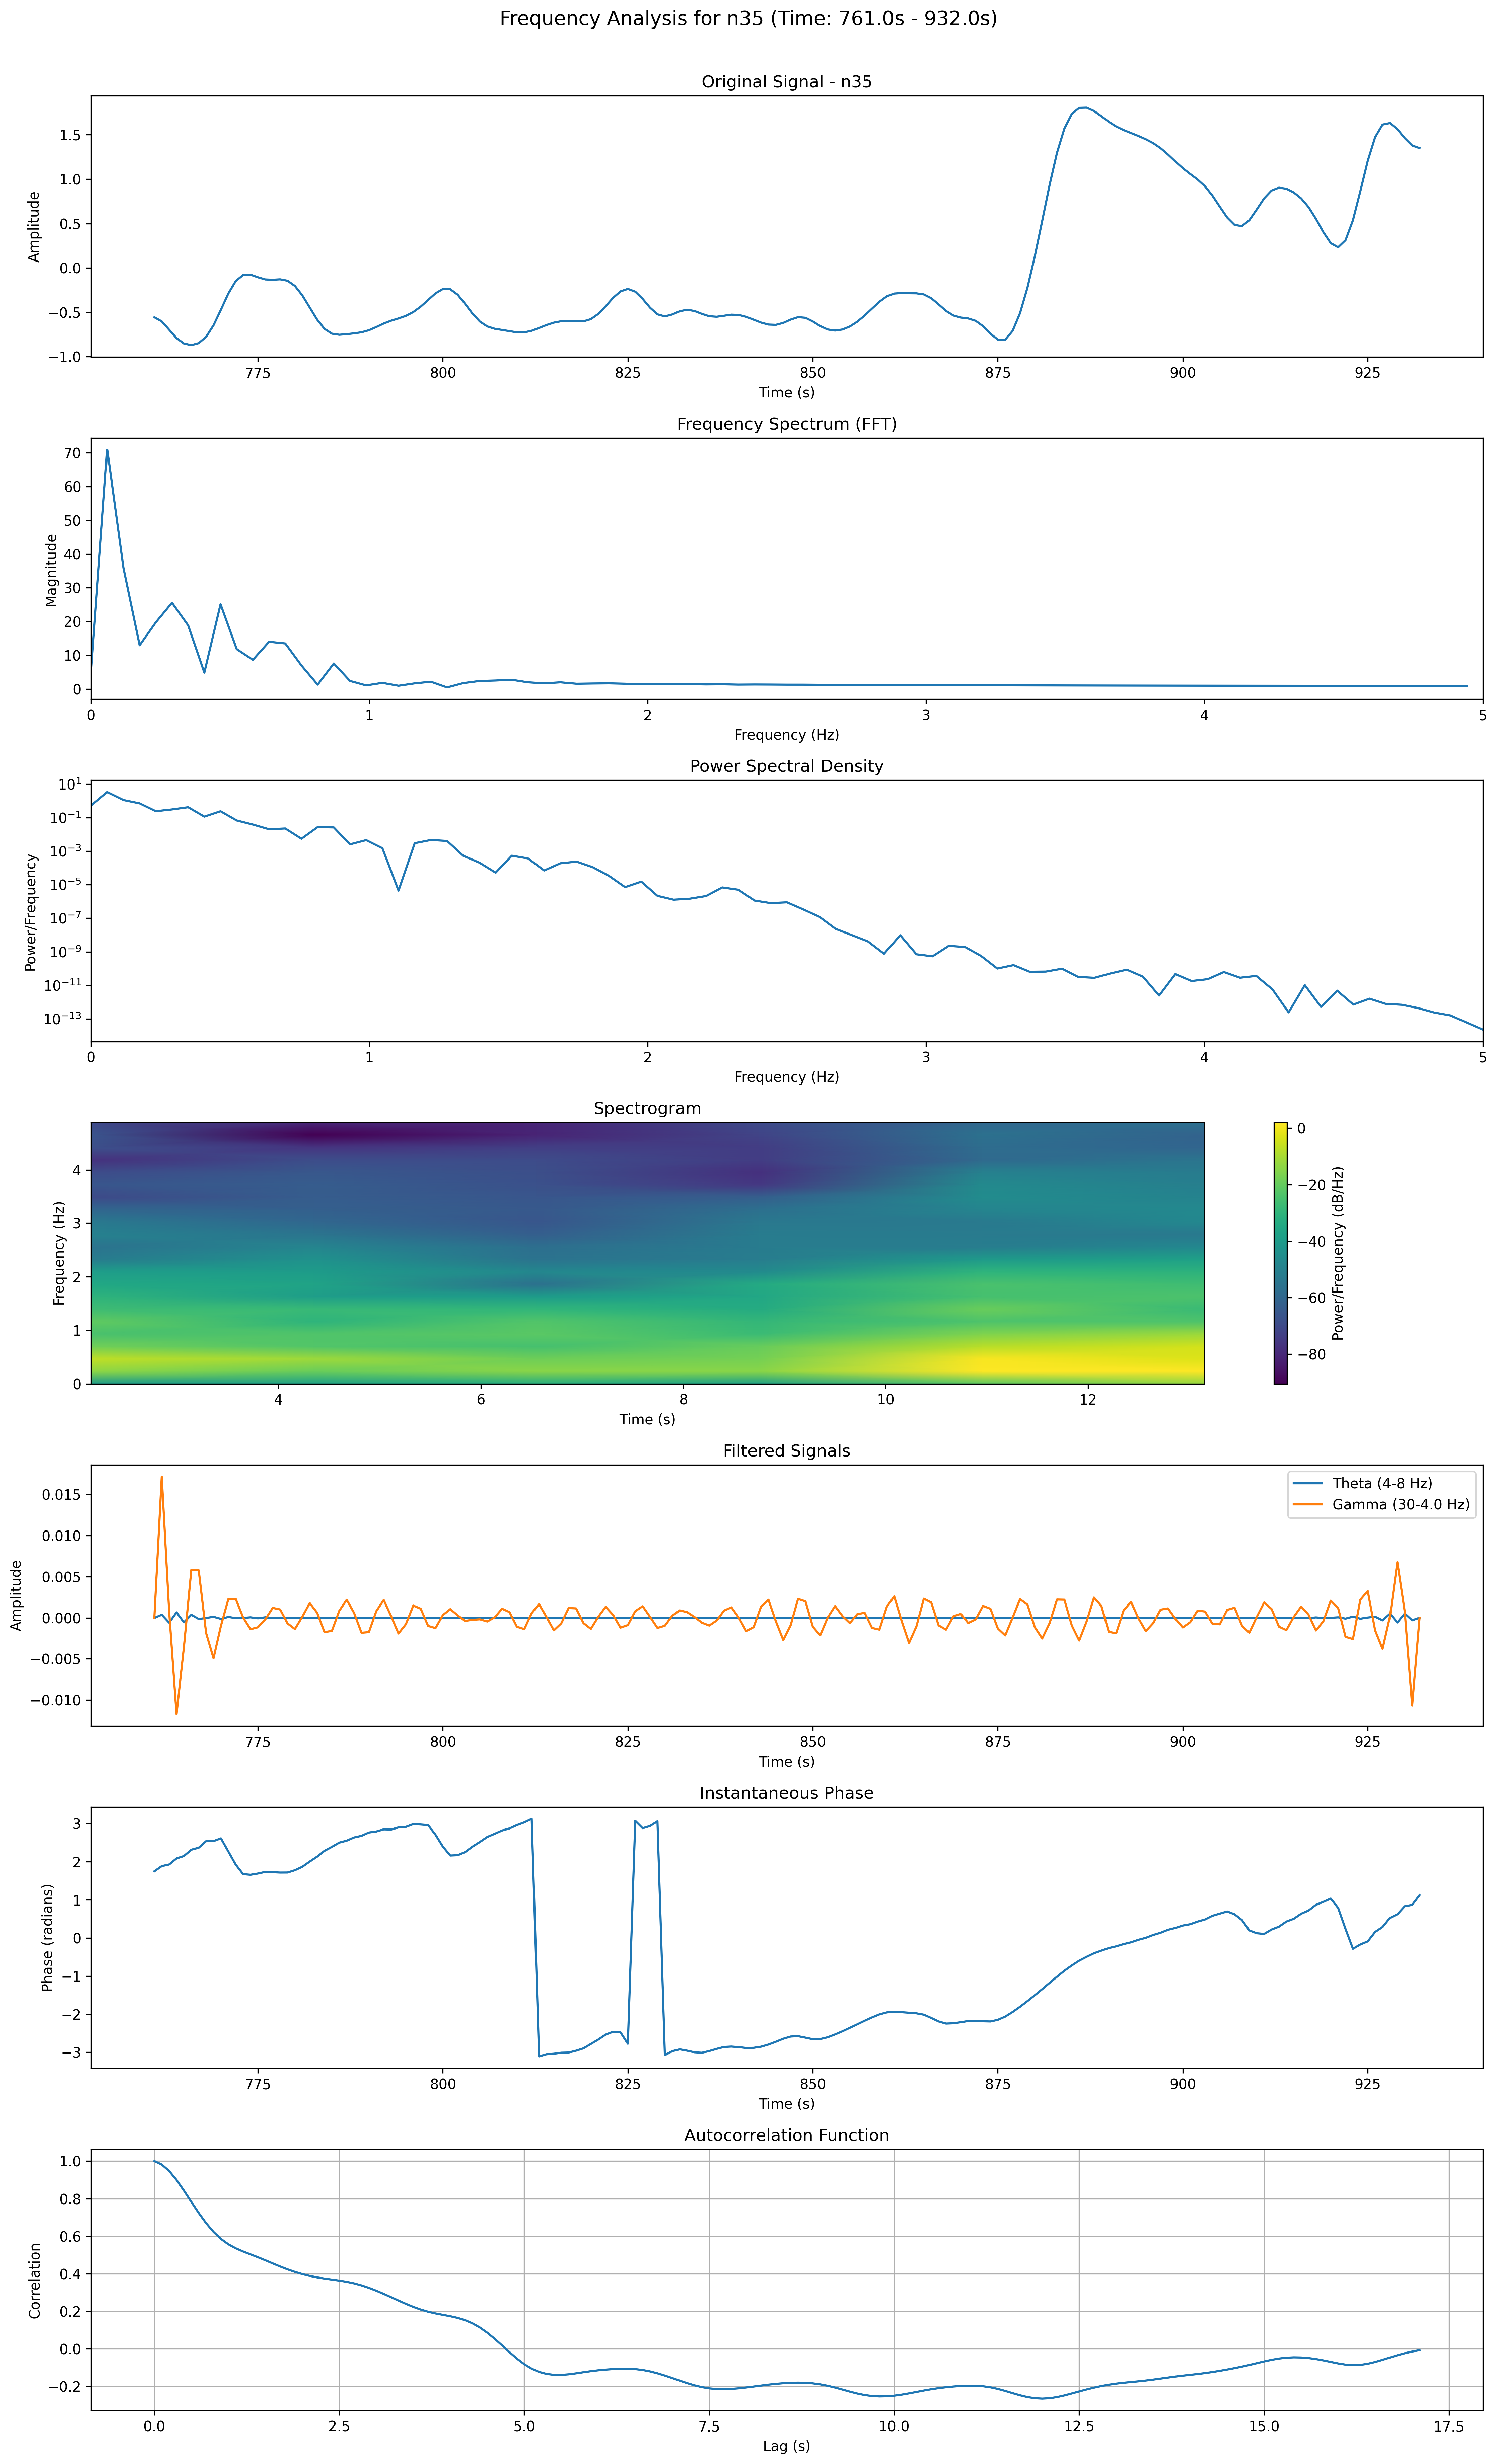 Frequency Analysis for n35 (Time: 761.0s - 932.0s)
Original Signal - n35
Amplitude
1.5
1.0
0.5
0.0
−0.5
−1.0
775 800 825 850 875 900 925
Time (s)
Frequency Spectrum (FFT)
Magnitude
70
60
50
40
30
20
10
0
0 1 2 3 4 5
Frequency (Hz)
Power Spectral Density
Power/Frequency
10^1
10^−1
10^−3
10^−5
10^−7
10^−9
10^−11
10^−13
0 1 2 3 4 5
Frequency (Hz)
Spectrogram
Frequency (Hz)
4
3
2
1
0
4 6 8 10 12
Time (s)
0
−20
−40
−60
−80
Power/Frequency (dB/Hz)
Filtered Signals
Theta (4-8 Hz)
Gamma (30-4.0 Hz)
Amplitude
0.015
0.010
0.005
0.000
−0.005
−0.010
775 800 825 850 875 900 925
Time (s)
Instantaneous Phase
Phase (radians)
3
2
1
0
−1
−2
−3
775 800 825 850 875 900 925
Time (s)
Autocorrelation Function
Correlation
1.0
0.8
0.6
0.4
0.2
0.0
−0.2
0.0 2.5 5.0 7.5 10.0 12.5 15.0 17.5
Lag (s)